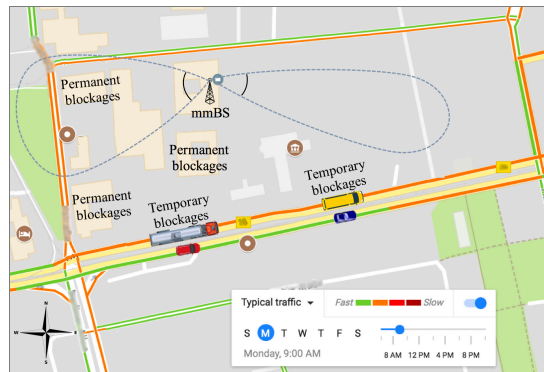 Permanent
blockages
mmBS
Permanent
blockages
Temporary
blockages
Permanent
blockages
Temporary
blockages
N
W
E
S
Typical traffic
Fast
Slow
S M T W T F S
Monday, 9:00 AM
8 AM 12 PM 4 PM 8 PM